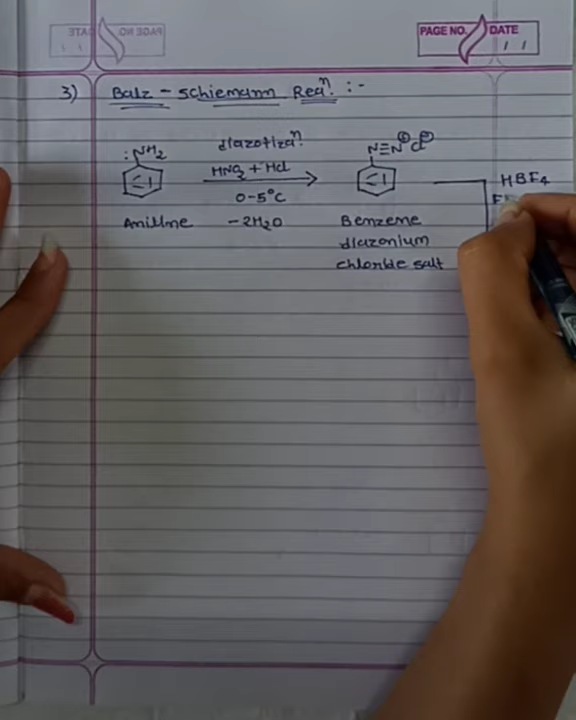 PAGE NO. DATE
3) Balz - Schiemann Reaⁿ. :-
:NH₂ diazotizaⁿ N≡N⊕ Cl⊖
HNO₂ + HCl HBF₄
0-5°C
Aniline -2H₂O Benzene
diazonium
chloride salt